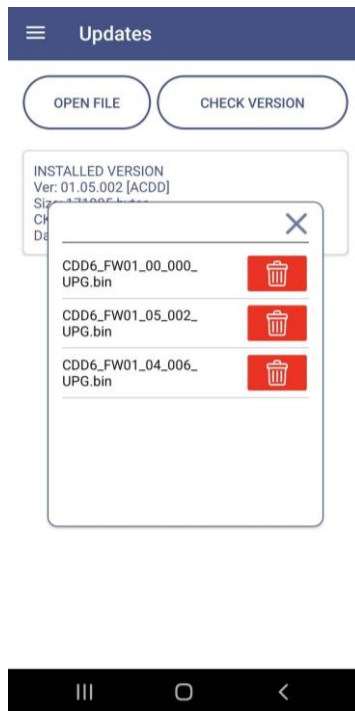 Updates
OPEN FILE
CHECK VERSION
INSTALLED VERSION
Ver: 01.05.002 [ACDD]
CDD6_FW01_00_000_
UPG.bin
CDD6_FW01_05_002_
UPG.bin
CDD6_FW01_04_006_
UPG.bin